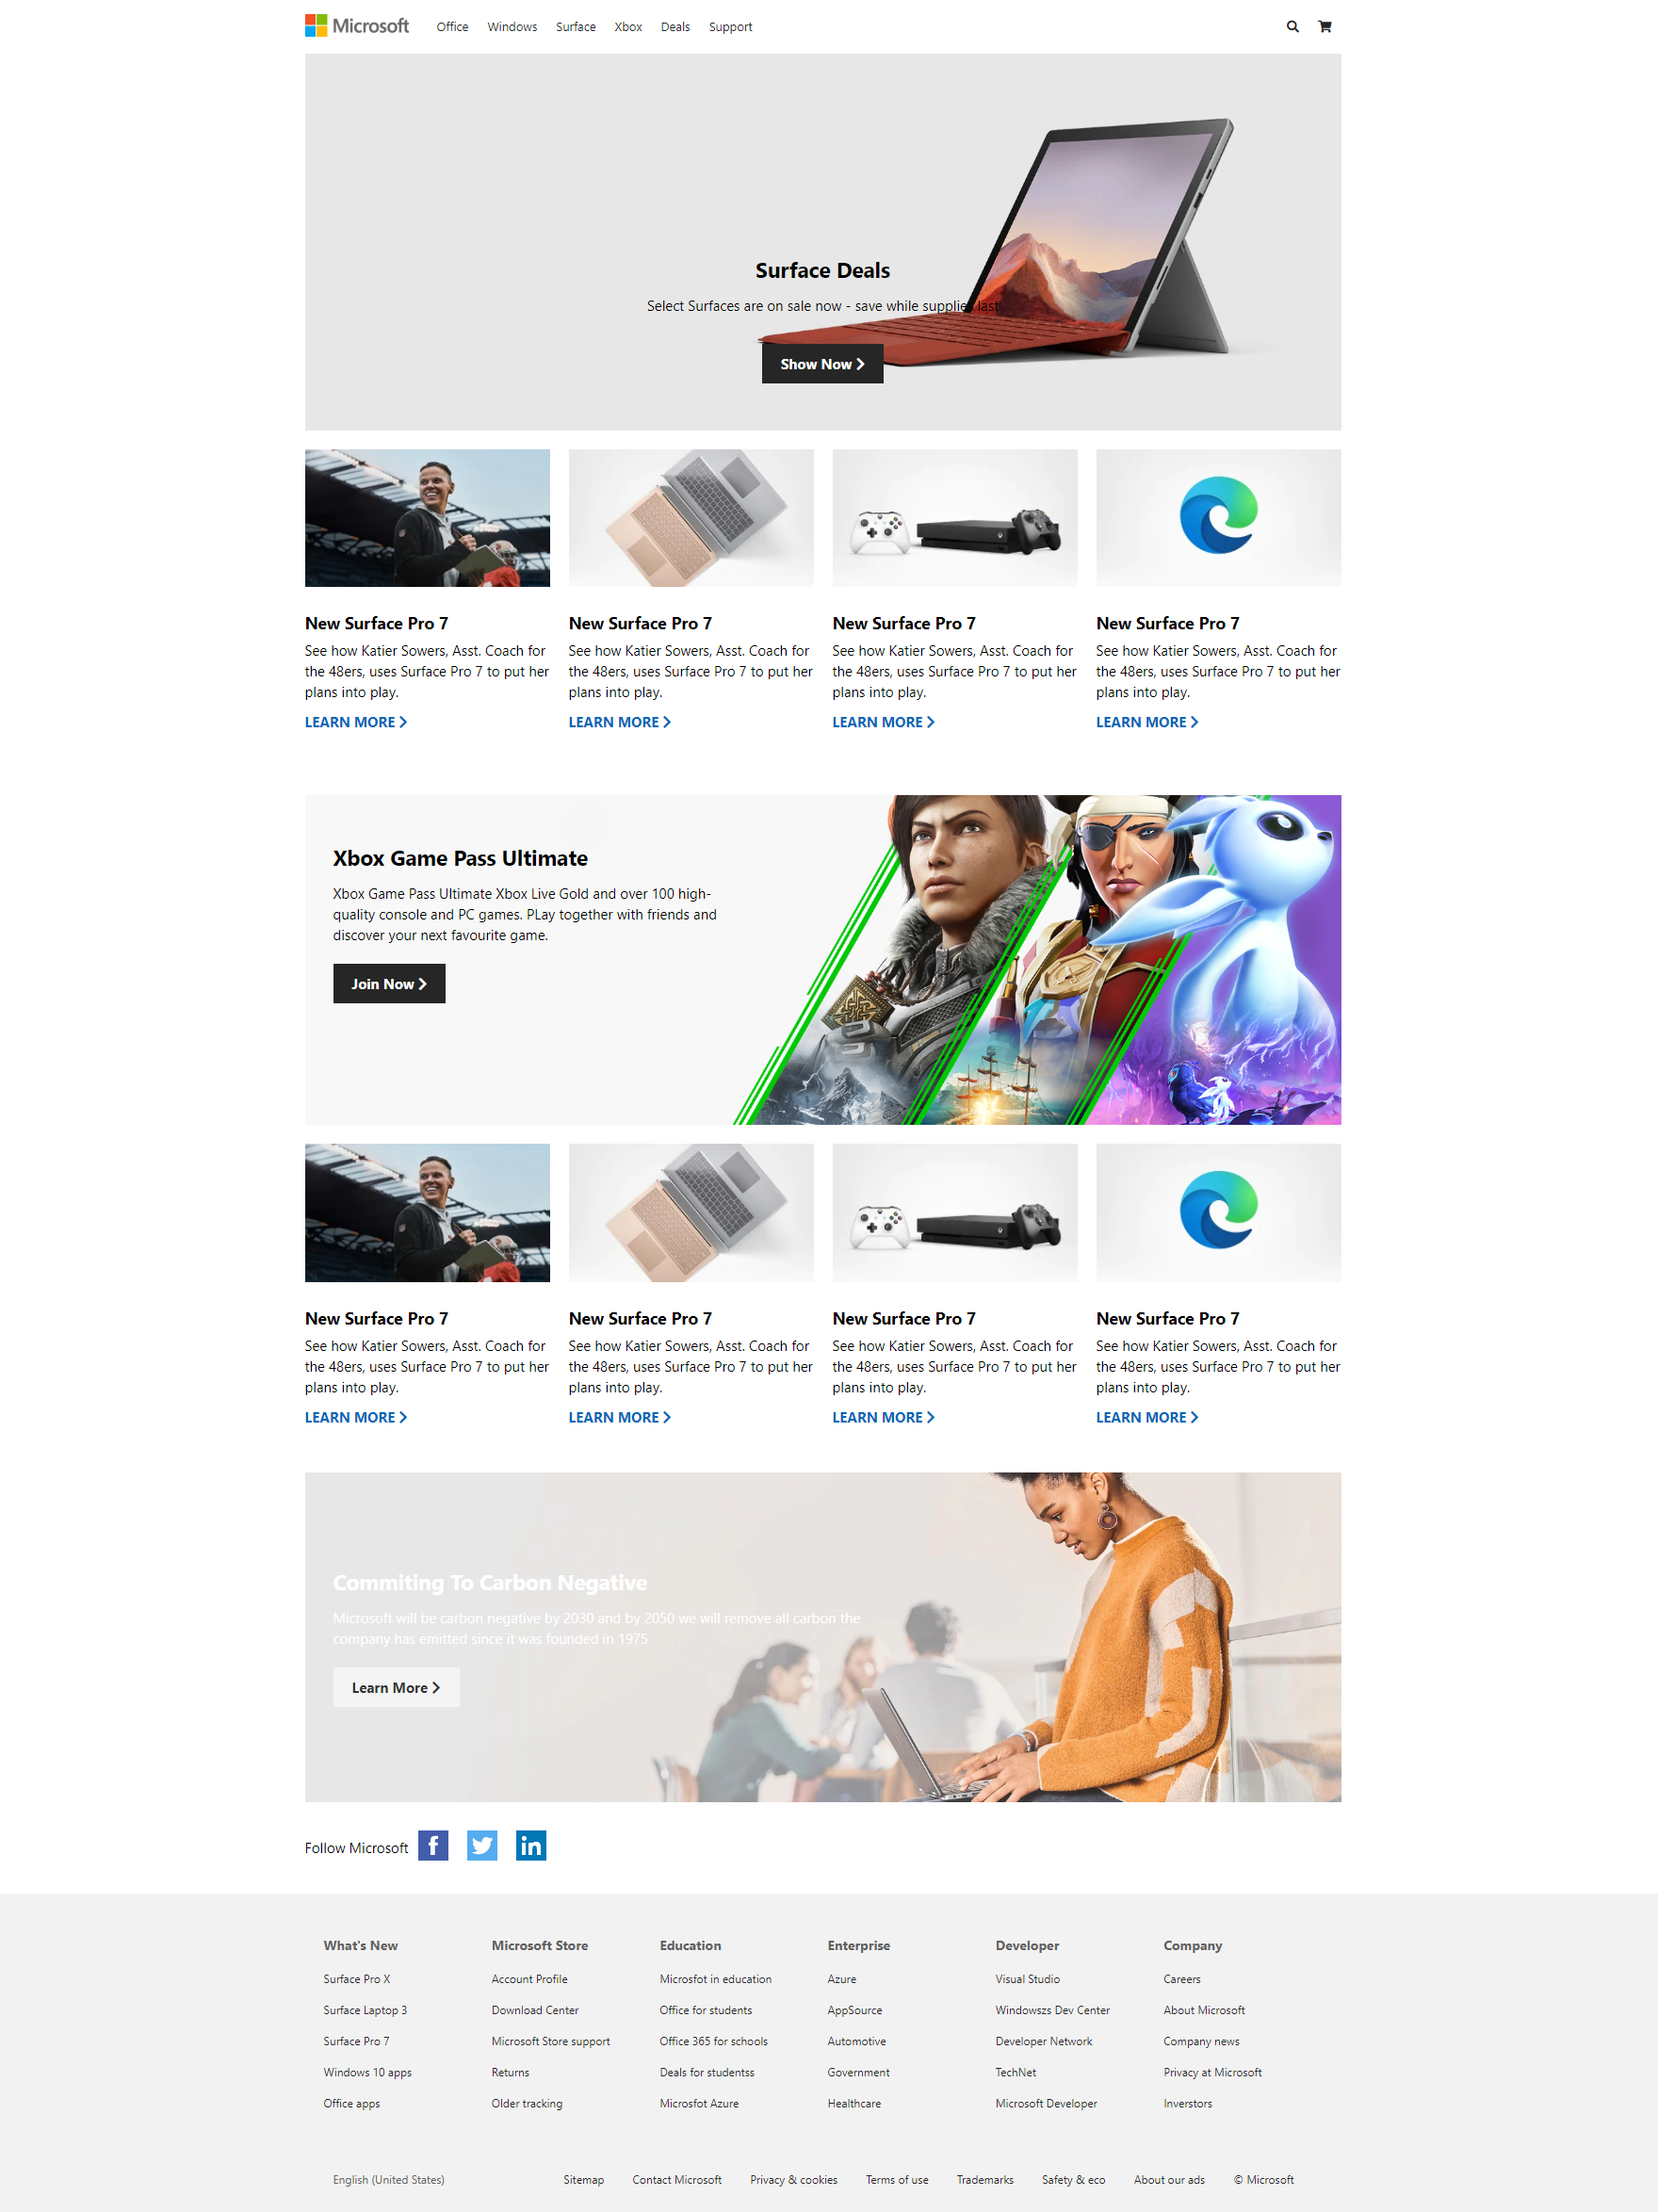 Microsoft Office Windows Surface Xbox Deals Support
Surface Deals
Select Surfaces are on sale now - save while supplies last
Show Now
New Surface Pro 7
See how Katier Sowers, Asst. Coach for
the 48ers, uses Surface Pro 7 to put her
plans into play.
LEARN MORE
New Surface Pro 7
See how Katier Sowers, Asst. Coach for
the 48ers, uses Surface Pro 7 to put her
plans into play.
LEARN MORE
New Surface Pro 7
See how Katier Sowers, Asst. Coach for
the 48ers, uses Surface Pro 7 to put her
plans into play.
LEARN MORE
New Surface Pro 7
See how Katier Sowers, Asst. Coach for
the 48ers, uses Surface Pro 7 to put her
plans into play.
LEARN MORE
Xbox Game Pass Ultimate
Xbox Game Pass Ultimate Xbox Live Gold and over 100 high-
quality console and PC games. PLay together with friends and
discover your next favourite game.
Join Now
New Surface Pro 7
See how Katier Sowers, Asst. Coach for
the 48ers, uses Surface Pro 7 to put her
plans into play.
LEARN MORE
New Surface Pro 7
See how Katier Sowers, Asst. Coach for
the 48ers, uses Surface Pro 7 to put her
plans into play.
LEARN MORE
New Surface Pro 7
See how Katier Sowers, Asst. Coach for
the 48ers, uses Surface Pro 7 to put her
plans into play.
LEARN MORE
New Surface Pro 7
See how Katier Sowers, Asst. Coach for
the 48ers, uses Surface Pro 7 to put her
plans into play.
LEARN MORE
Commiting To Carbon Negative
Microsoft will be carbon negative by 2030 and by 2050 we will remove all carbon the
company has emitted since it was founded in 1975
Learn More
Follow Microsoft
What's New
Surface Pro X
Surface Laptop 3
Surface Pro 7
Windows 10 apps
Office apps
Microsoft Store
Account Profile
Download Center
Microsoft Store support
Returns
Older tracking
Education
Microsfot in education
Office for students
Office 365 for schools
Deals for studentss
Microsfot Azure
Enterprise
Azure
AppSource
Automotive
Government
Healthcare
Developer
Visual Studio
Windowszs Dev Center
Developer Network
TechNet
Microsoft Developer
Company
Careers
About Microsoft
Company news
Privacy at Microsoft
Inverstors
English (United States) Sitemap Contact Microsoft Privacy & cookies Terms of use Trademarks Safety & eco About our ads © Microsoft